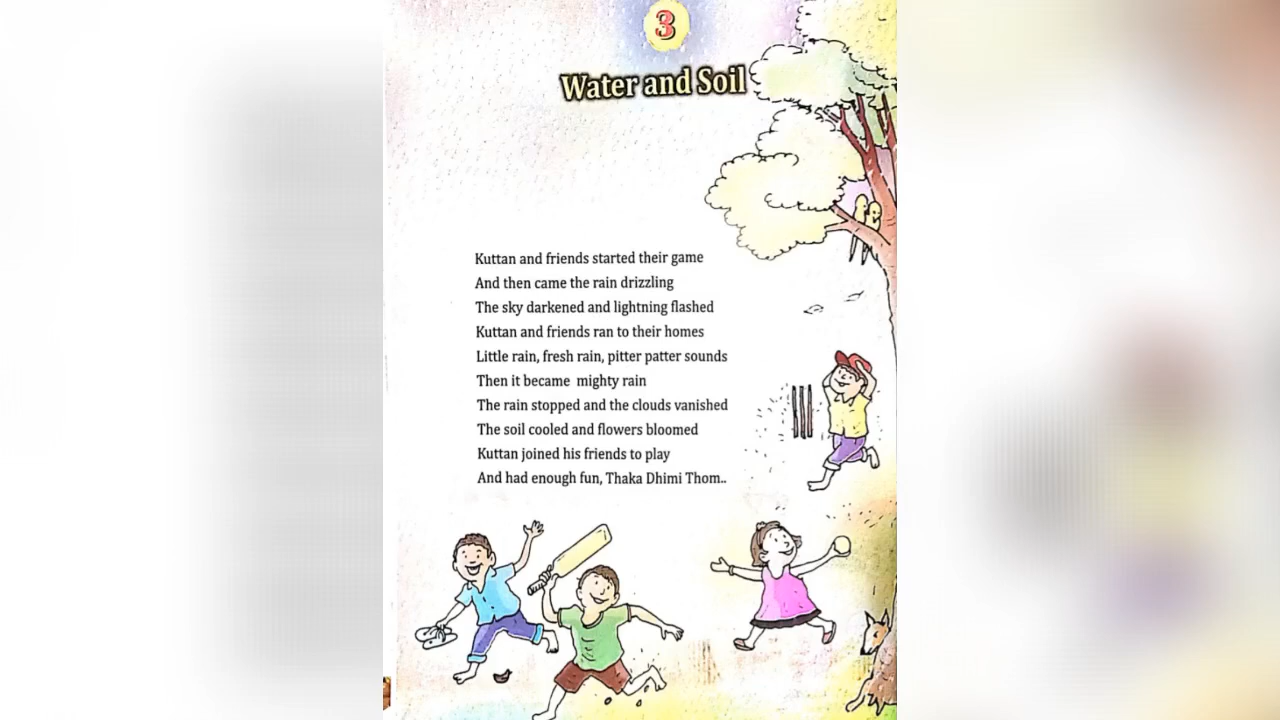 3
Water and Soil
Kuttan and friends started their game
And then came the rain drizzling
The sky darkened and lightning flashed
Kuttan and friends ran to their homes
Little rain, fresh rain, pitter patter sounds
Then it became mighty rain
The rain stopped and the clouds vanished
The soil cooled and flowers bloomed
Kuttan joined his friends to play
And had enough fun, Thaka Dhimi Thom..